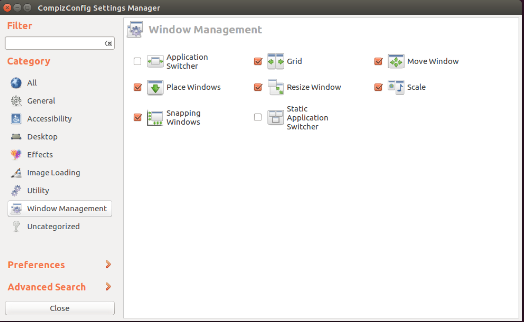 CompizConfig Settings Manager
Filter
Category
All
General
Accessibility
Desktop
Effects
Image Loading
Utility
Window Management
Uncategorized
Preferences
Advanced Search
Close
Window Management
Application
Switcher
Grid
Move Window
Place Windows
Resize Window
Scale
Snapping
Windows
Static
Application
Switcher